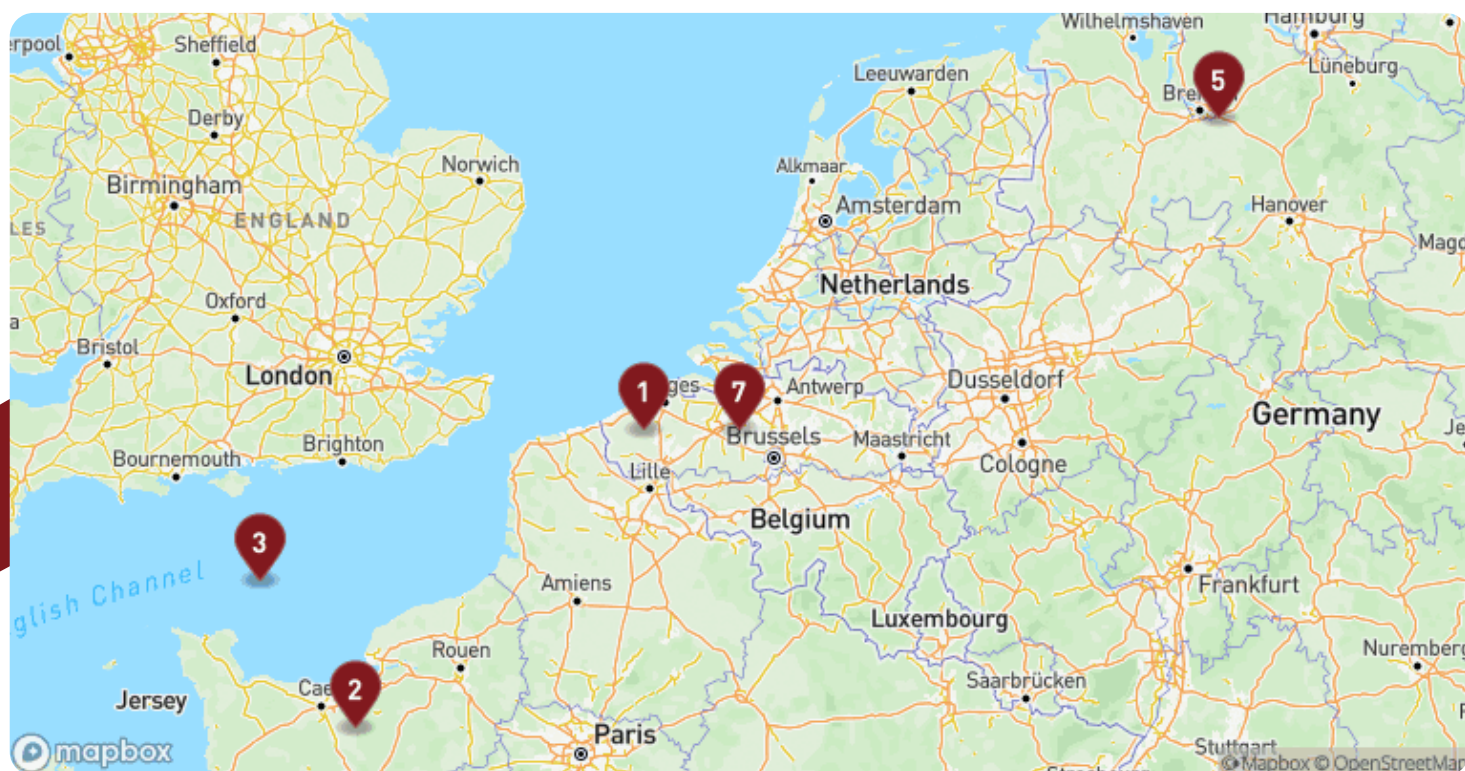 Wilhelmshaven
Hamburg
erpool
Sheffield
5
Lüneburg
Leeuwarden
Bre
Derby
Norwich
Alkmaar
Birmingham
Hanover
Amsterdam
LES
ENGLAND
Magd
Netherlands
Oxford
a
Bristol
London
1
ges
7
Antwerp
Dusseldorf
Germany
Brussels
Je
Brighton
Maastricht
Bournemouth
Lille
Cologne
Belgium
3
glish Channel
Amiens
Frankfurt
Luxembourg
Rouen
Nuremberg
Saarbrücken
2
Cae
Jersey
Paris
mapbox
Stuttgart
© Mapbox © OpenStreetMap